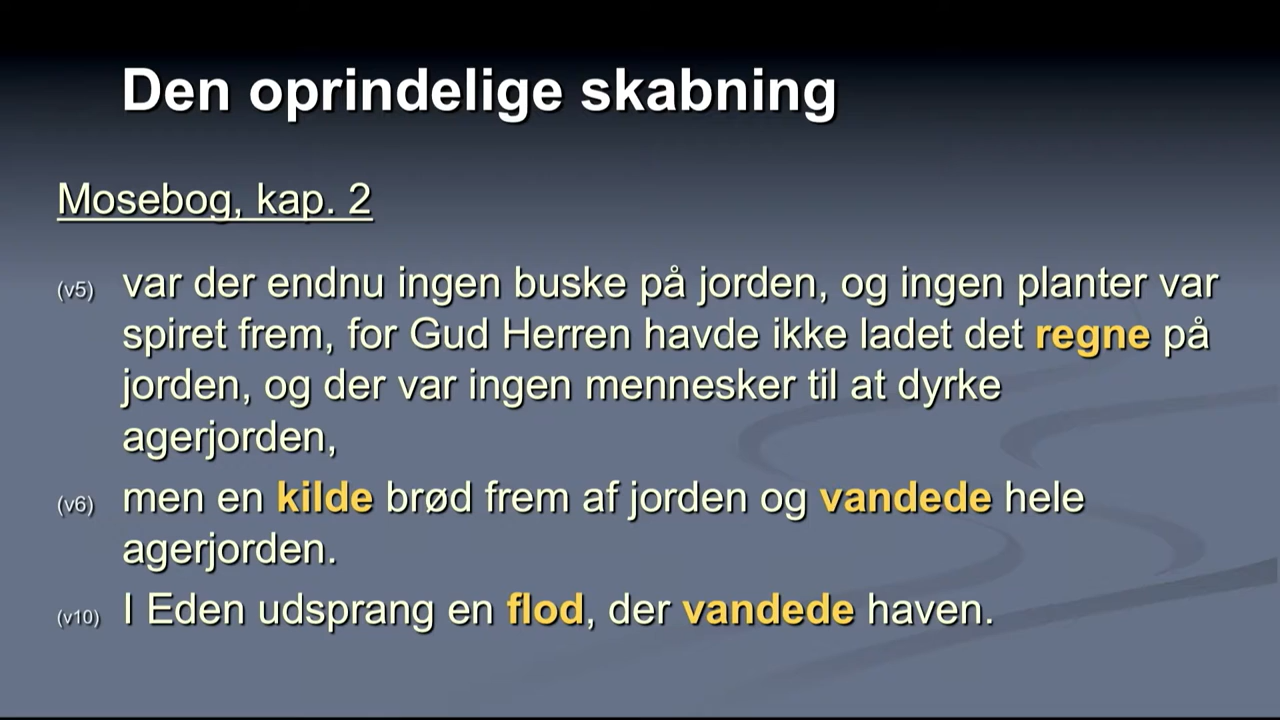 Den oprindelige skabning
Mosebog, kap. 2
(v5) var der endnu ingen buske på jorden, og ingen planter var
spiret frem, for Gud Herren havde ikke ladet det regne på
jorden, og der var ingen mennesker til at dyrke
agerjorden,
(v6) men en kilde brød frem af jorden og vandede hele
agerjorden.
(v10) I Eden udsprang en flod, der vandede haven.